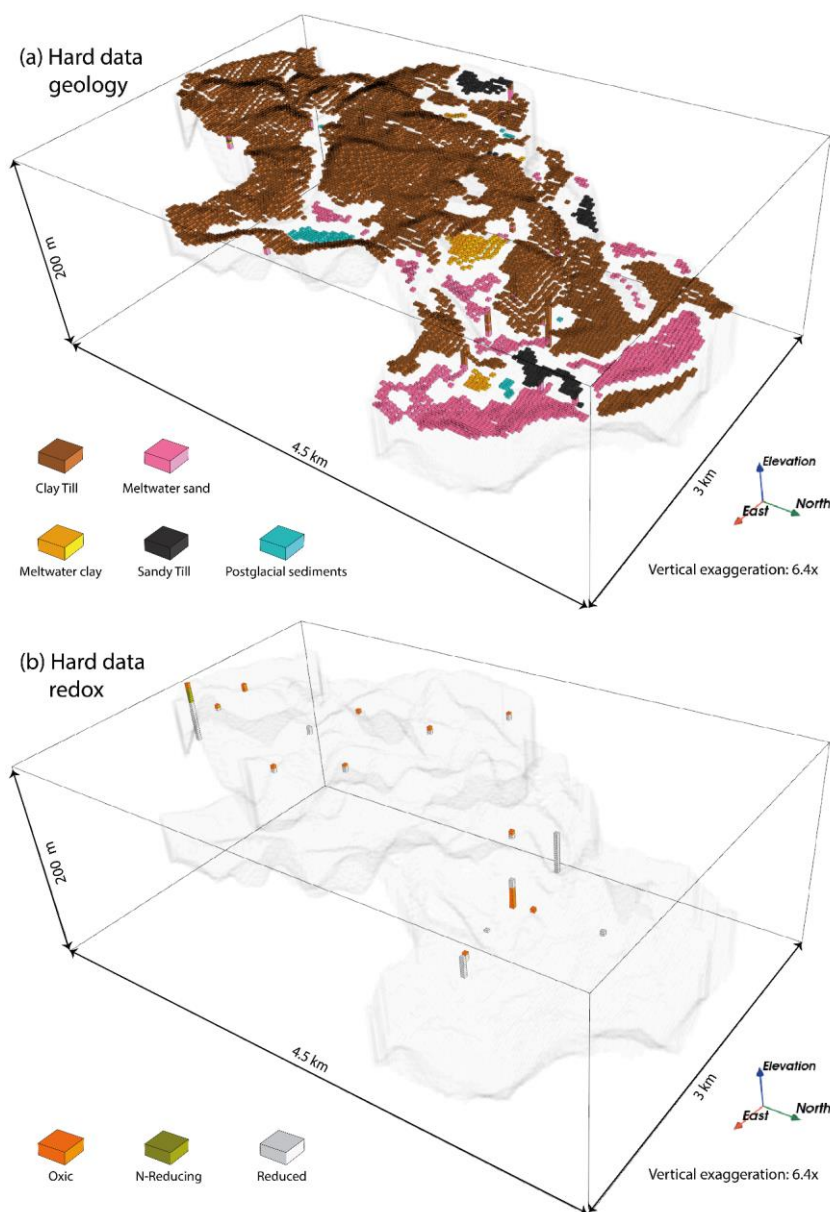 (a) Hard data
geology
200 m
4.5 km
3 km
Clay Till
Meltwater sand
Meltwater clay
Sandy Till
Postglacial sediments
Elevation
East
North
Vertical exaggeration: 6.4x
(b) Hard data
redox
200 m
4.5 km
3 km
Oxic
N-Reducing
Reduced
Elevation
East
North
Vertical exaggeration: 6.4x